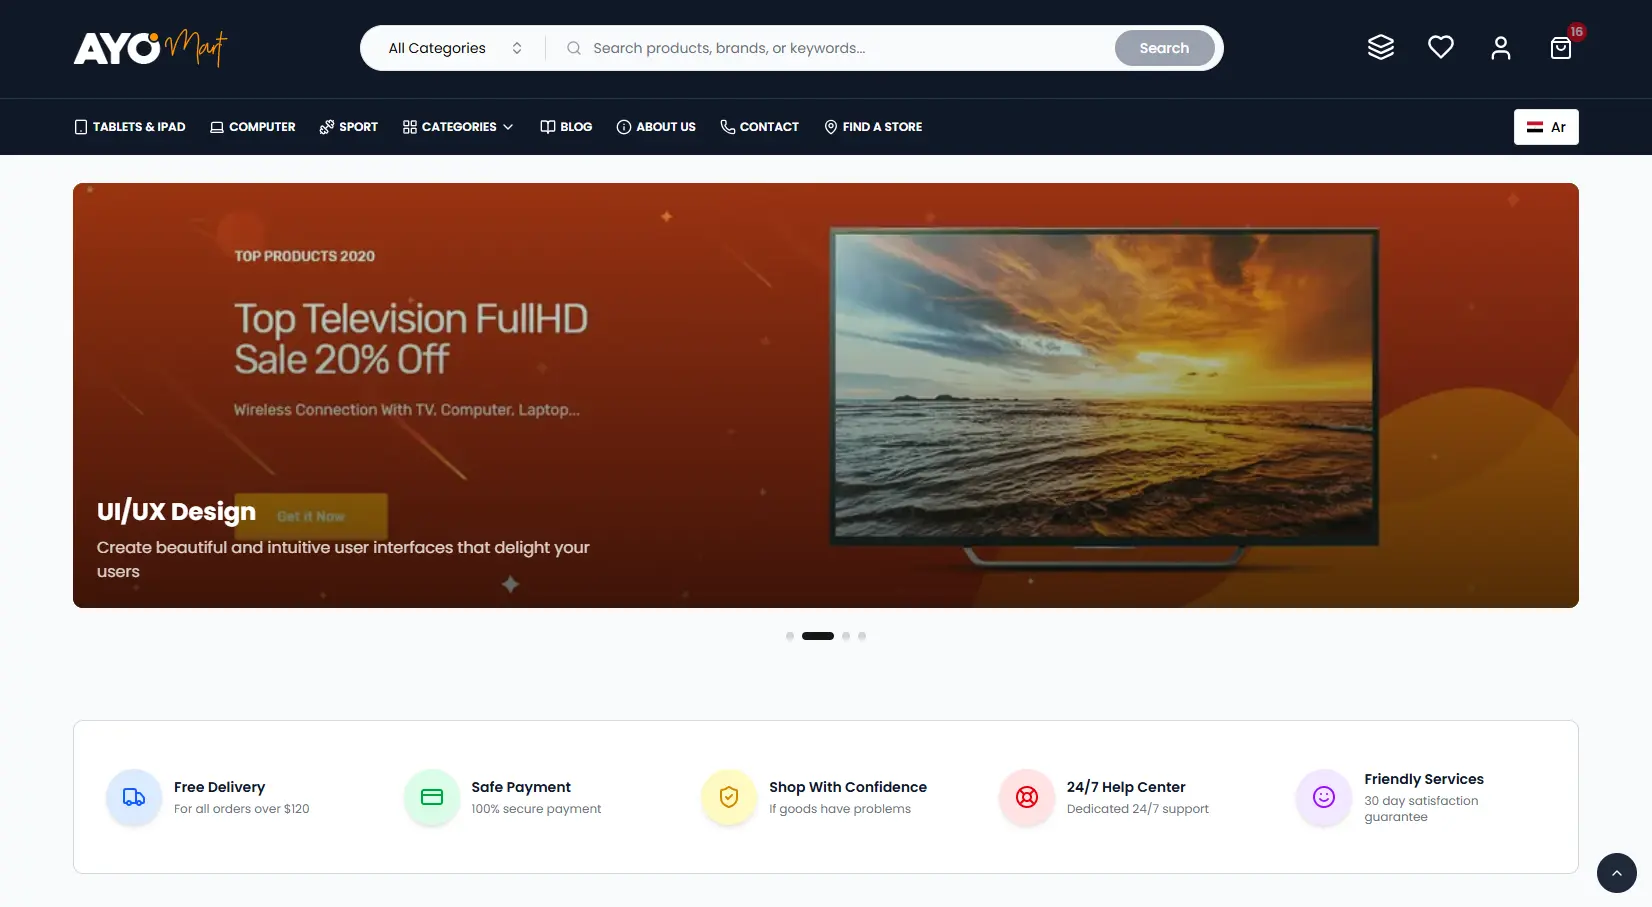 AYO Mart
All Categories
Search products, brands, or keywords...
Search
16
TABLETS & IPAD
COMPUTER
SPORT
CATEGORIES
BLOG
ABOUT US
CONTACT
FIND A STORE
Ar
TOP PRODUCTS 2020
Top Television FullHD
Sale 20% Off
Wireless Connection With TV, Computer, Laptop...
Get it Now
UI/UX Design
Create beautiful and intuitive user interfaces that delight your
users
Free Delivery
For all orders over $120
Safe Payment
100% secure payment
Shop With Confidence
If goods have problems
24/7 Help Center
Dedicated 24/7 support
Friendly Services
30 day satisfaction
guarantee